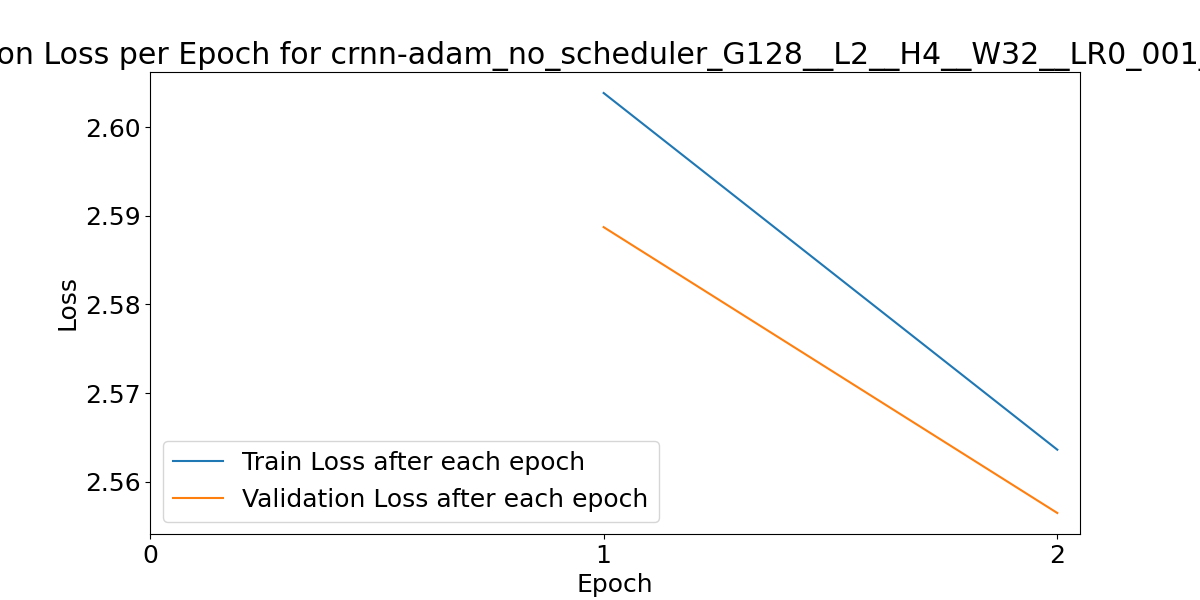 on Loss per Epoch for crnn-adam_no_scheduler_G128__L2__H4__W32__LR0_001_
2.60
2.59
2.58
2.57
2.56
Loss
Train Loss after each epoch
Validation Loss after each epoch
0 1 2
Epoch